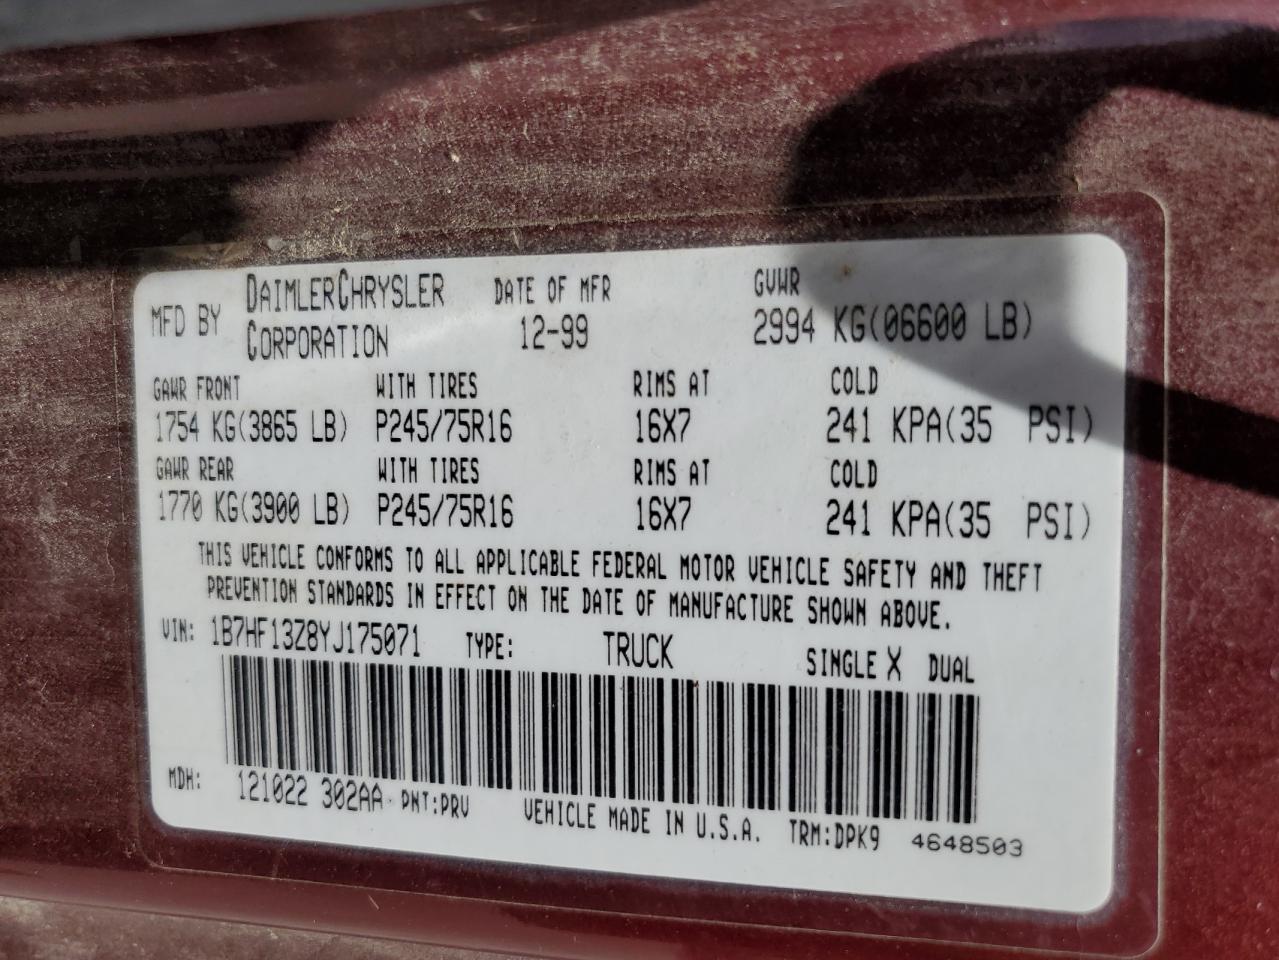 MFD BY DAIMLERCHRYSLER CORPORATION DATE OF MFR 12-99 GVWR 2994 KG(06600 LB)
GAWR FRONT WITH TIRES RIMS AT COLD
1754 KG(3865 LB) P245/75R16 16X7 241 KPA(35 PSI)
GAWR REAR WITH TIRES RIMS AT COLD
1770 KG(3900 LB) P245/75R16 16X7 241 KPA(35 PSI)
THIS VEHICLE CONFORMS TO ALL APPLICABLE FEDERAL MOTOR VEHICLE SAFETY AND THEFT
PREVENTION STANDARDS IN EFFECT ON THE DATE OF MANUFACTURE SHOWN ABOVE.
VIN: 1B7HF13Z8YJ175071 TYPE: TRUCK SINGLE X DUAL
MDH: 121022 302AA PNT:PRV VEHICLE MADE IN U.S.A. TRM:DPK9 4648503